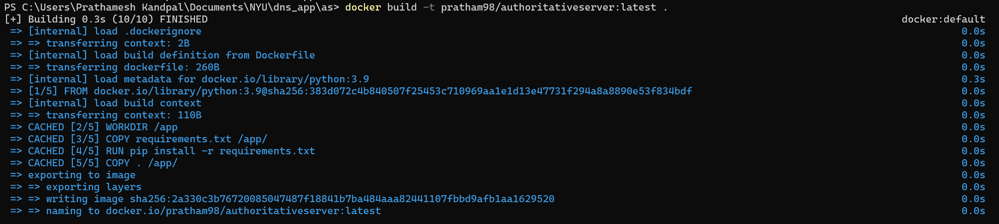 PS C:\Users\Prathamesh Kandpal\Documents\NYU\dns_app\as> docker build -t pratham98/authoritativeserver:latest .
[+] Building 0.3s (10/10) FINISHED docker:default
=> [internal] load .dockerignore 0.0s
=> => transferring context: 2B 0.0s
=> [internal] load build definition from Dockerfile 0.0s
=> => transferring dockerfile: 260B 0.0s
=> [internal] load metadata for docker.io/library/python:3.9 0.3s
=> [1/5] FROM docker.io/library/python:3.9@sha256:383d072c4b840507f25453c710969aa1e1d13e47731f294a8a8890e53f834bdf 0.0s
=> [internal] load build context 0.0s
=> => transferring context: 110B 0.0s
=> CACHED [2/5] WORKDIR /app 0.0s
=> CACHED [3/5] COPY requirements.txt /app/ 0.0s
=> CACHED [4/5] RUN pip install -r requirements.txt 0.0s
=> CACHED [5/5] COPY . /app/ 0.0s
=> exporting to image 0.0s
=> => exporting layers 0.0s
=> => writing image sha256:2a330c3b76720085047487f18841b7ba484aaa82441107fbbd9afb1aa1629520 0.0s
=> => naming to docker.io/pratham98/authoritativeserver:latest 0.0s